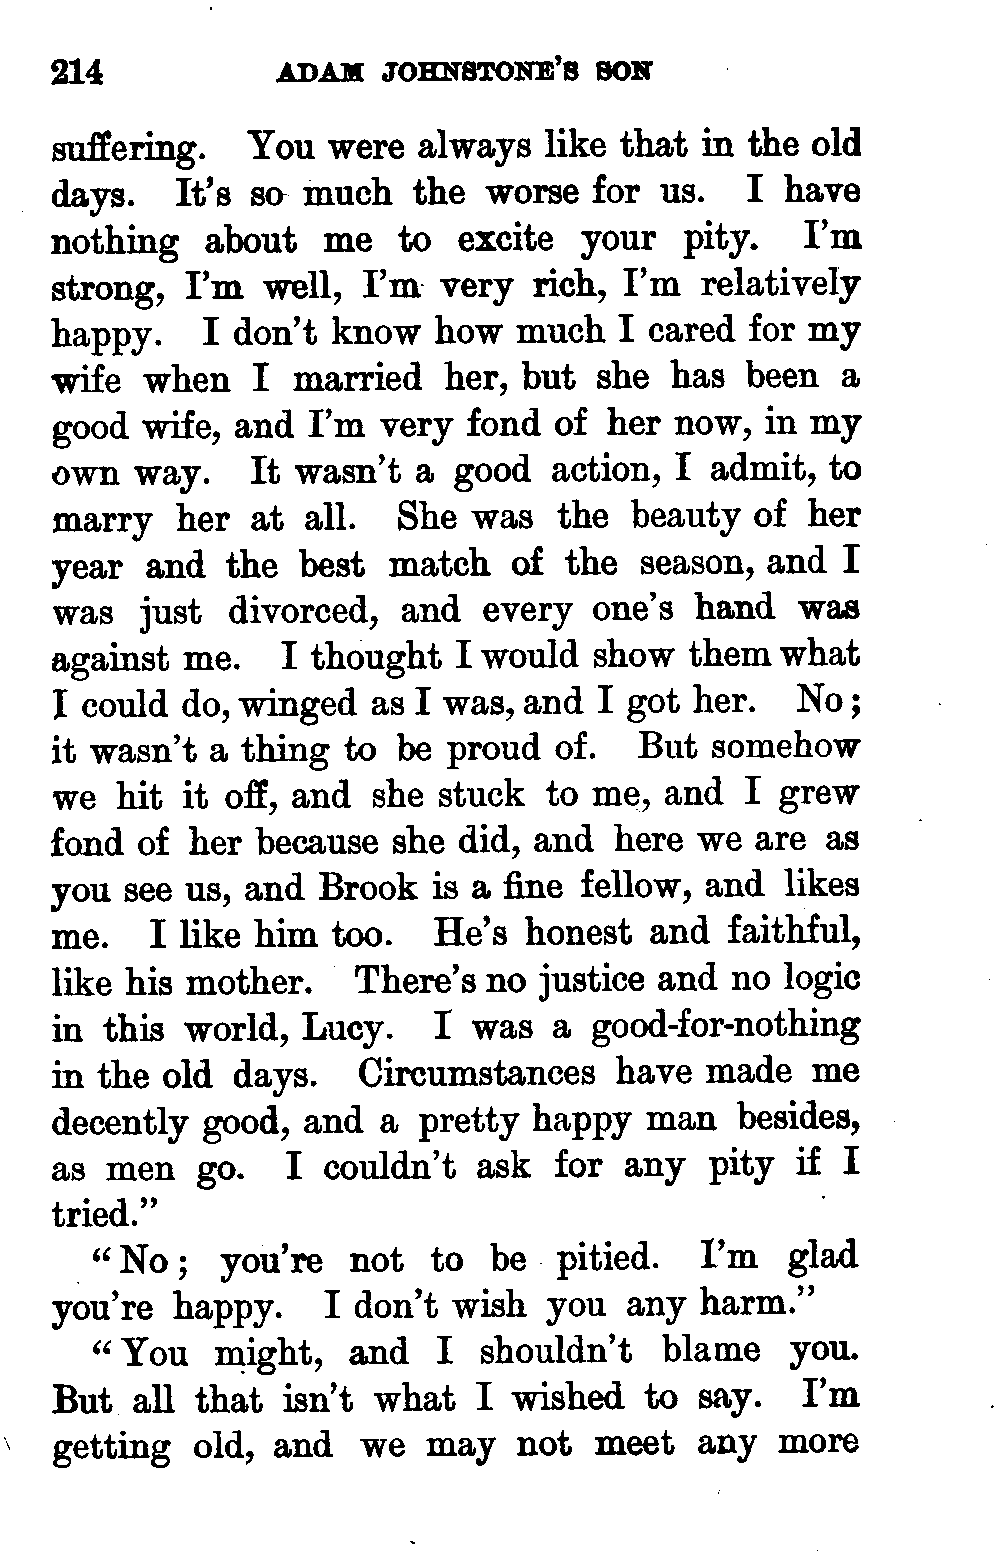 214 ADAM JOHNSTONE'S SON
suffering. You were always like that in the old
days. It's so much the worse for us. I have
nothing about me to excite your pity. I'm
strong, I'm well, I'm very rich, I'm relatively
happy. I don't know how much I cared for my
wife when I married her, but she has been a
good wife, and I'm very fond of her now, in my
own way. It wasn't a good action, I admit, to
marry her at all. She was the beauty of her
year and the best match of the season, and I
was just divorced, and every one's hand was
against me. I thought I would show them what
I could do, winged as I was, and I got her. No;
it wasn't a thing to be proud of. But somehow
we hit it off, and she stuck to me, and I grew
fond of her because she did, and here we are as
you see us, and Brook is a fine fellow, and likes
me. I like him too. He's honest and faithful,
like his mother. There's no justice and no logic
in this world, Lucy. I was a good-for-nothing
in the old days. Circumstances have made me
decently good, and a pretty happy man besides,
as men go. I couldn't ask for any pity if I
tried."
"No; you're not to be pitied. I'm glad
you're happy. I don't wish you any harm."
"You might, and I shouldn't blame you.
But all that isn't what I wished to say. I'm
getting old, and we may not meet any more